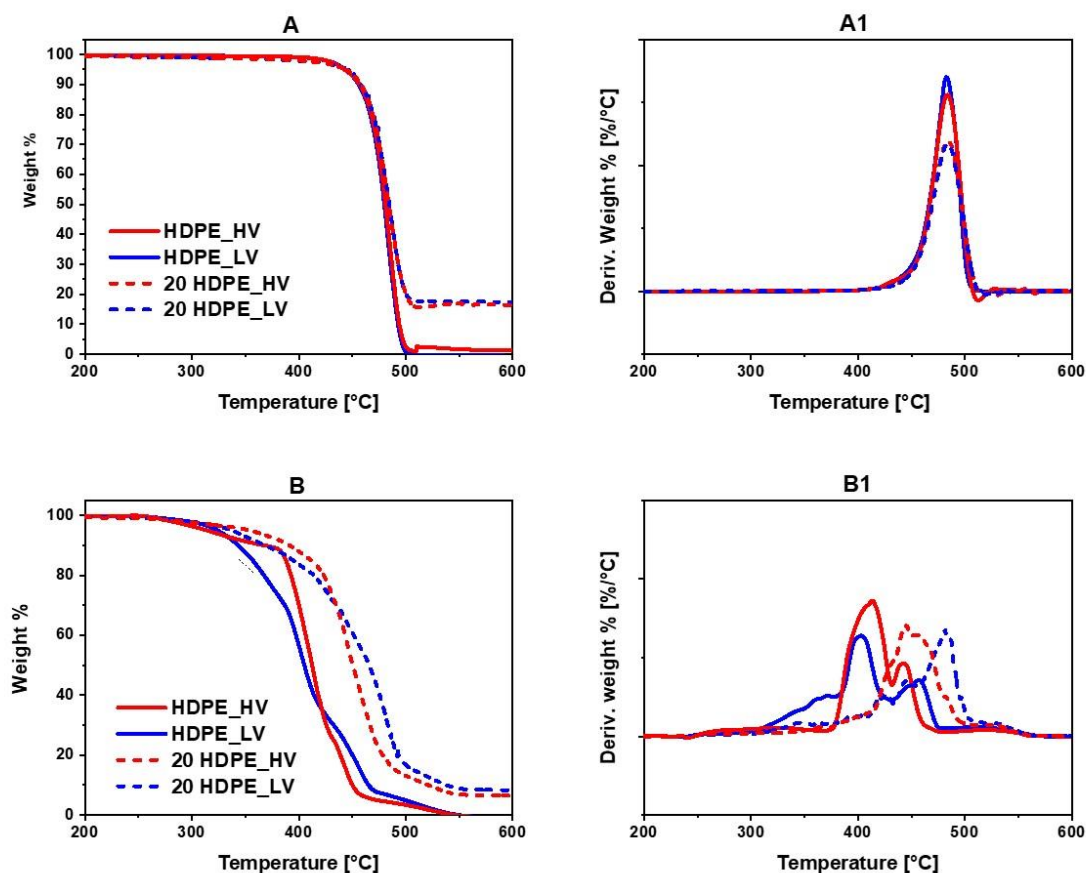 A
100
90
80
70
60
50
40
30
20
10
0
Weight %
HDPE_HV
HDPE_LV
20 HDPE_HV
20 HDPE_LV
200 300 400 500 600
Temperature [°C]
A1
Deriv. Weight % [%/°C]
200 300 400 500 600
Temperature [°C]
B
100
80
60
40
20
0
Weight %
HDPE_HV
HDPE_LV
20 HDPE_HV
20 HDPE_LV
200 300 400 500 600
Temperature [°C]
B1
Deriv. weight % [%/°C]
200 300 400 500 600
Temperature [°C]